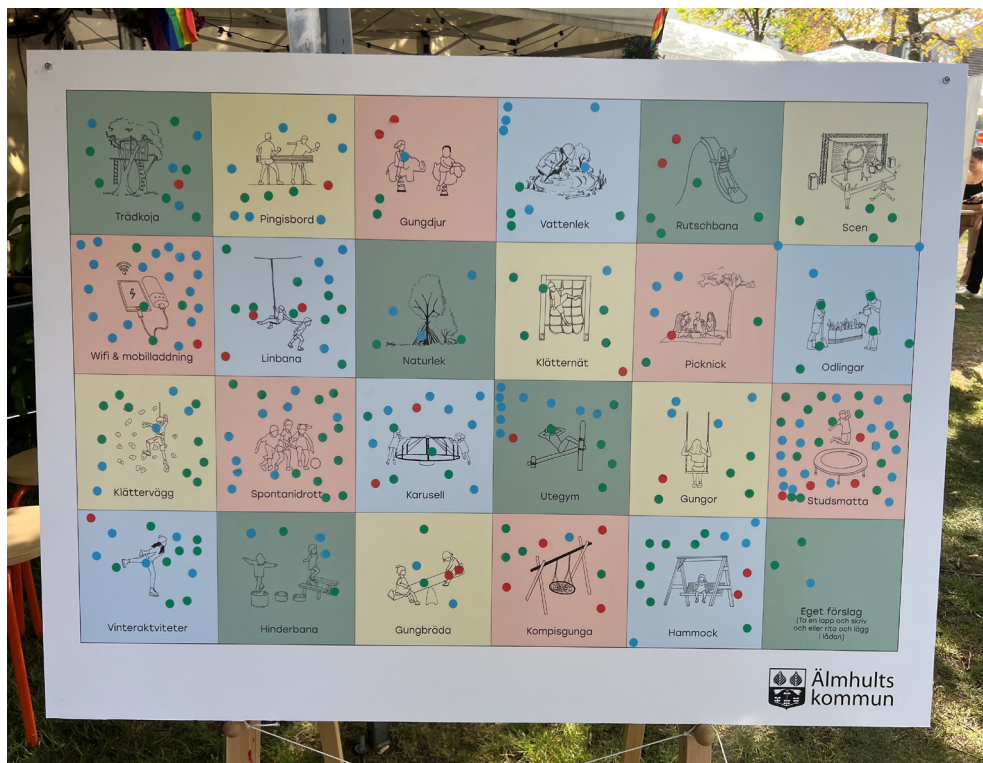 Trädkoja
Pingisbord
Gungdjur
Vattenlek
Rutschbana
Scen
Wifi & mobilladdning
Linbana
Naturlek
Klätternät
Picknick
Odlingar
Klättervägg
Spontanidrott
Karusell
Utegym
Gungor
Studsmatta
Vinteraktviteter
Hinderbana
Gungbräda
Kompisgunga
Hammock
Eget förslag
(Ta en lapp och skriv
och eller rita och lägg
i lådan)
Älmhults
kommun